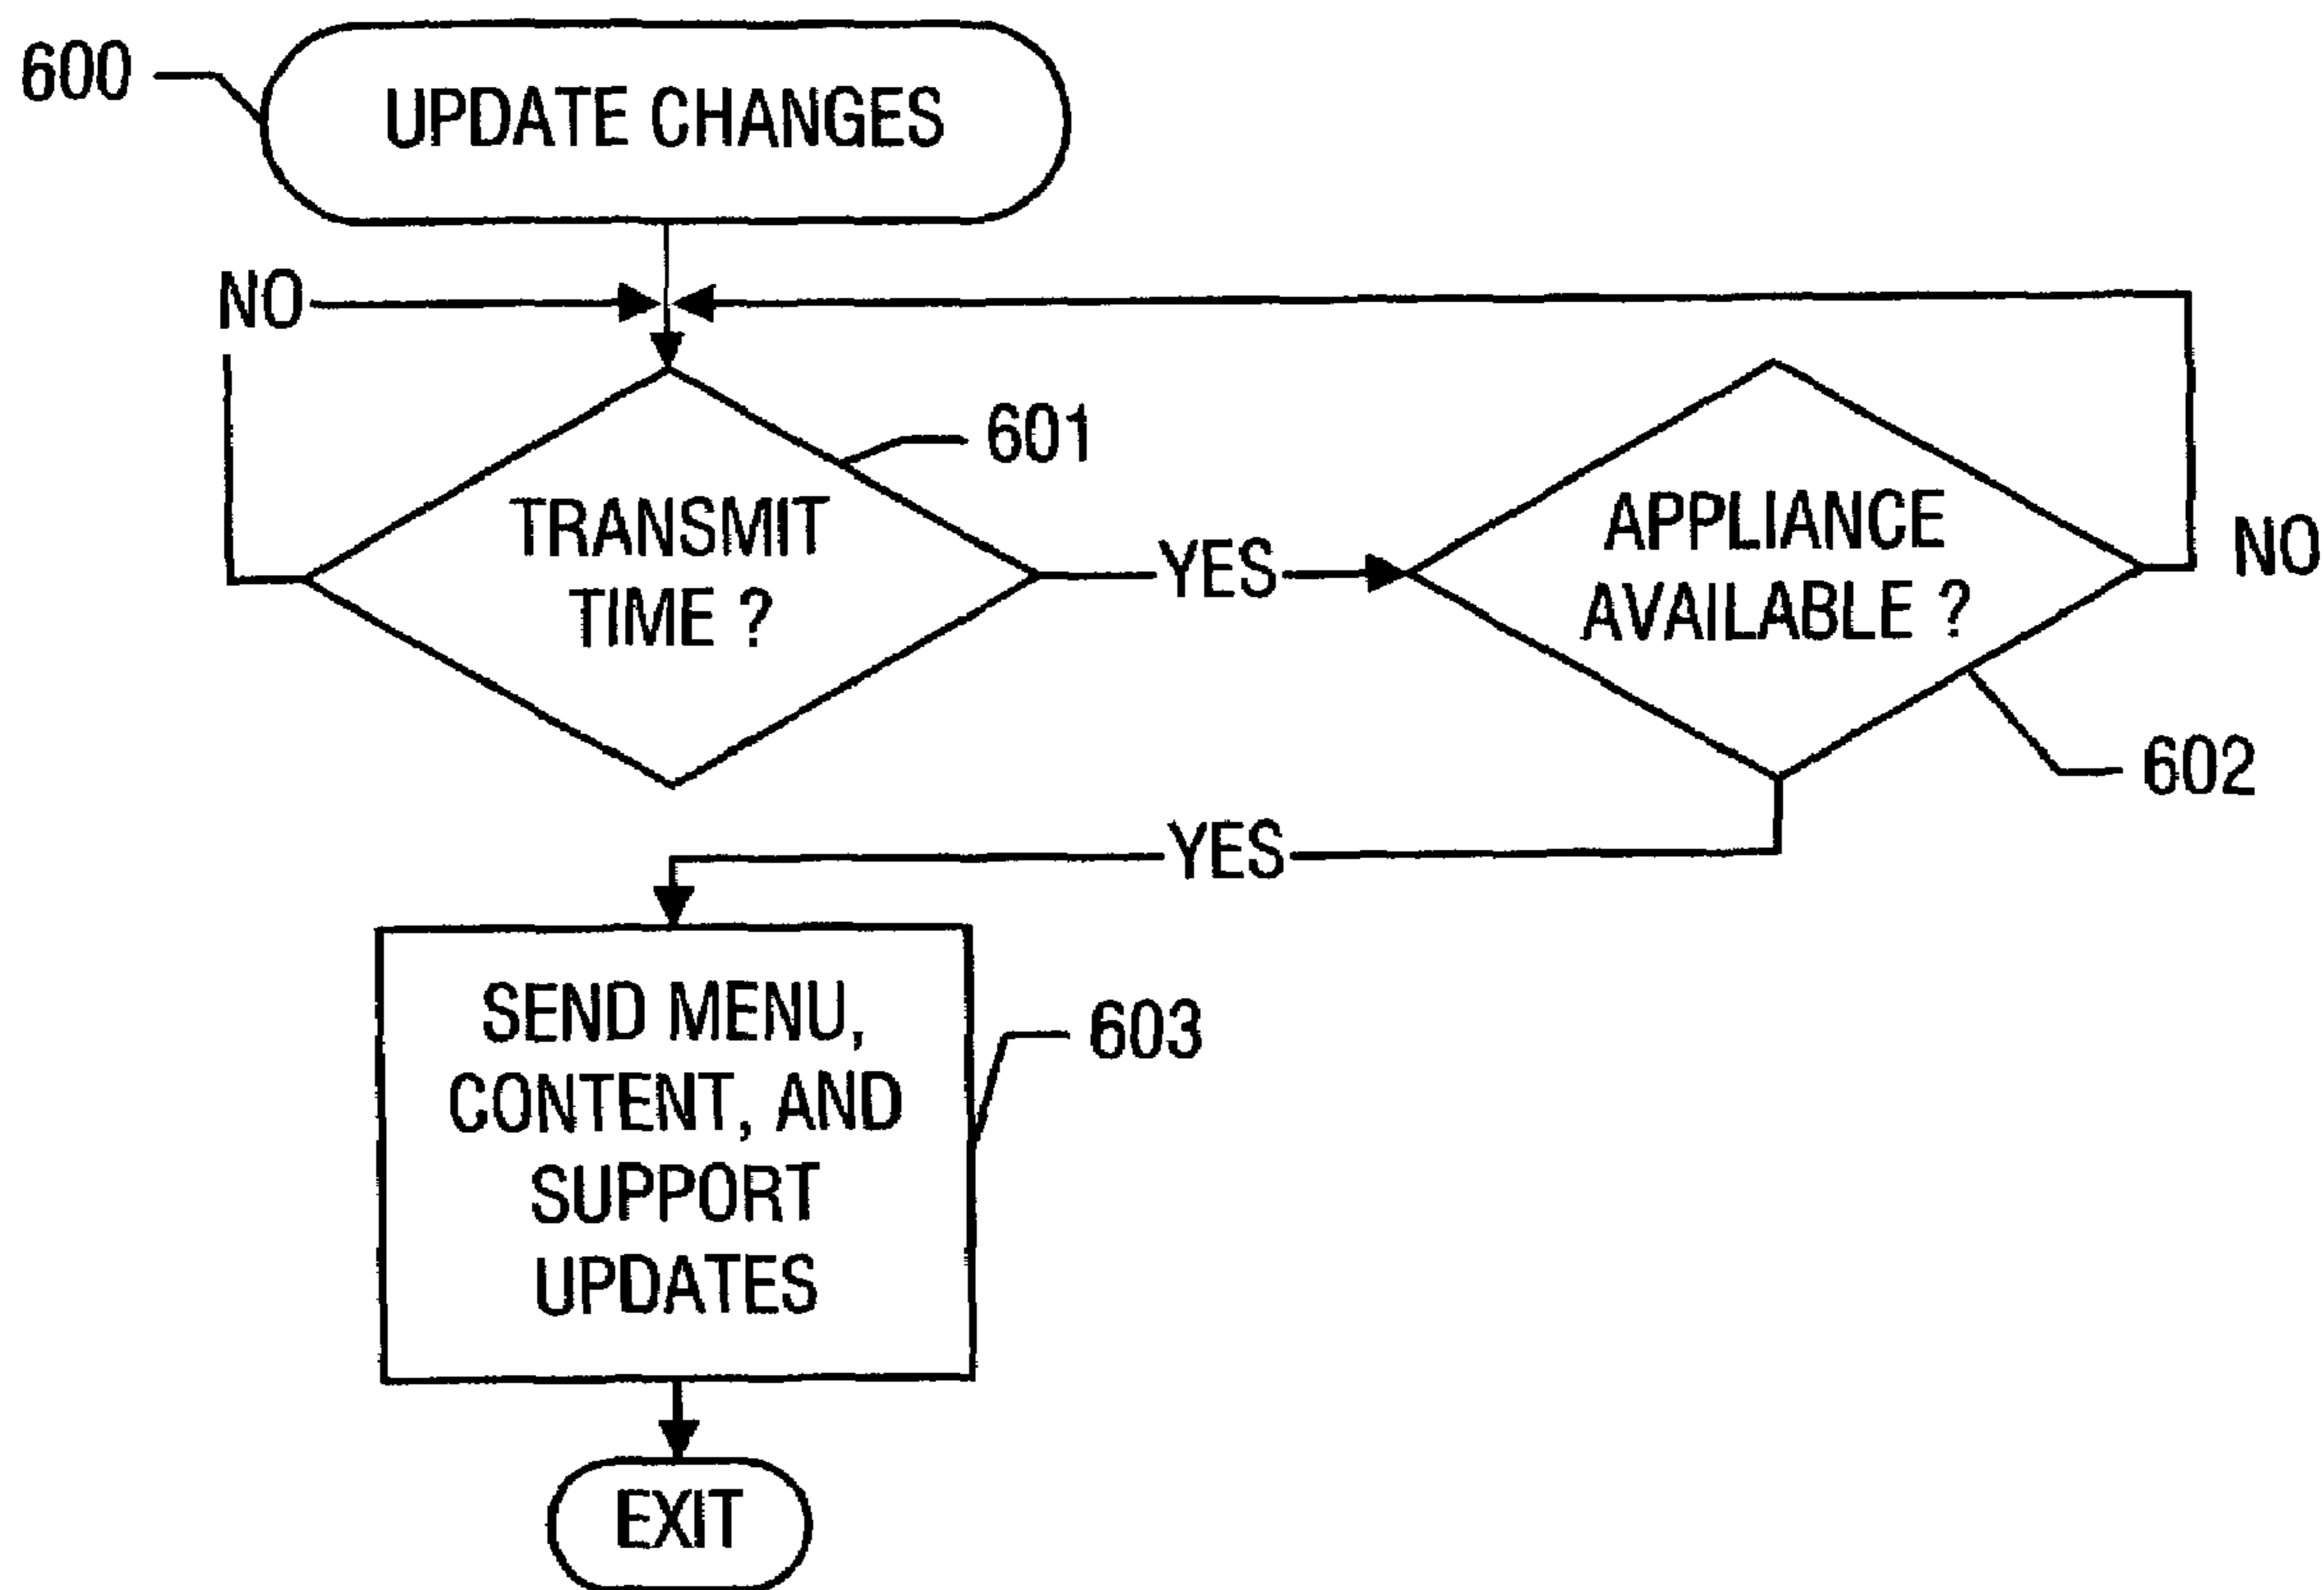 600
UPDATE CHANGES
NO
601
TRANSMIT
TIME ?
YES
APPLIANCE
AVAILABLE ?
NO
602
YES
SEND MENU,
CONTENT, AND
SUPPORT
UPDATES
603
EXIT